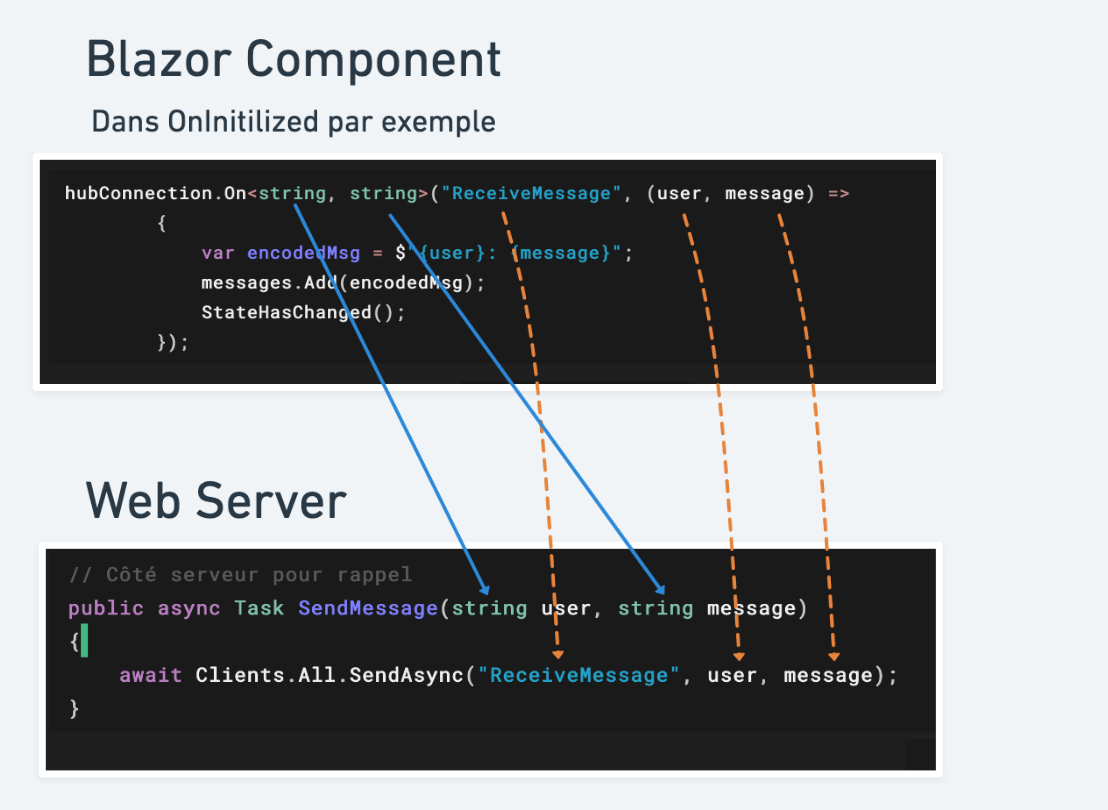 Blazor Component
Dans OnInitilized par exemple
hubConnection.On<string, string>("ReceiveMessage", (user, message) =>
{
var encodedMsg = $"{user}: {message}";
messages.Add(encodedMsg);
StateHasChanged();
});
Web Server
// Côté serveur pour rappel
public async Task SendMessage(string user, string message)
{
await Clients.All.SendAsync("ReceiveMessage", user, message);
}